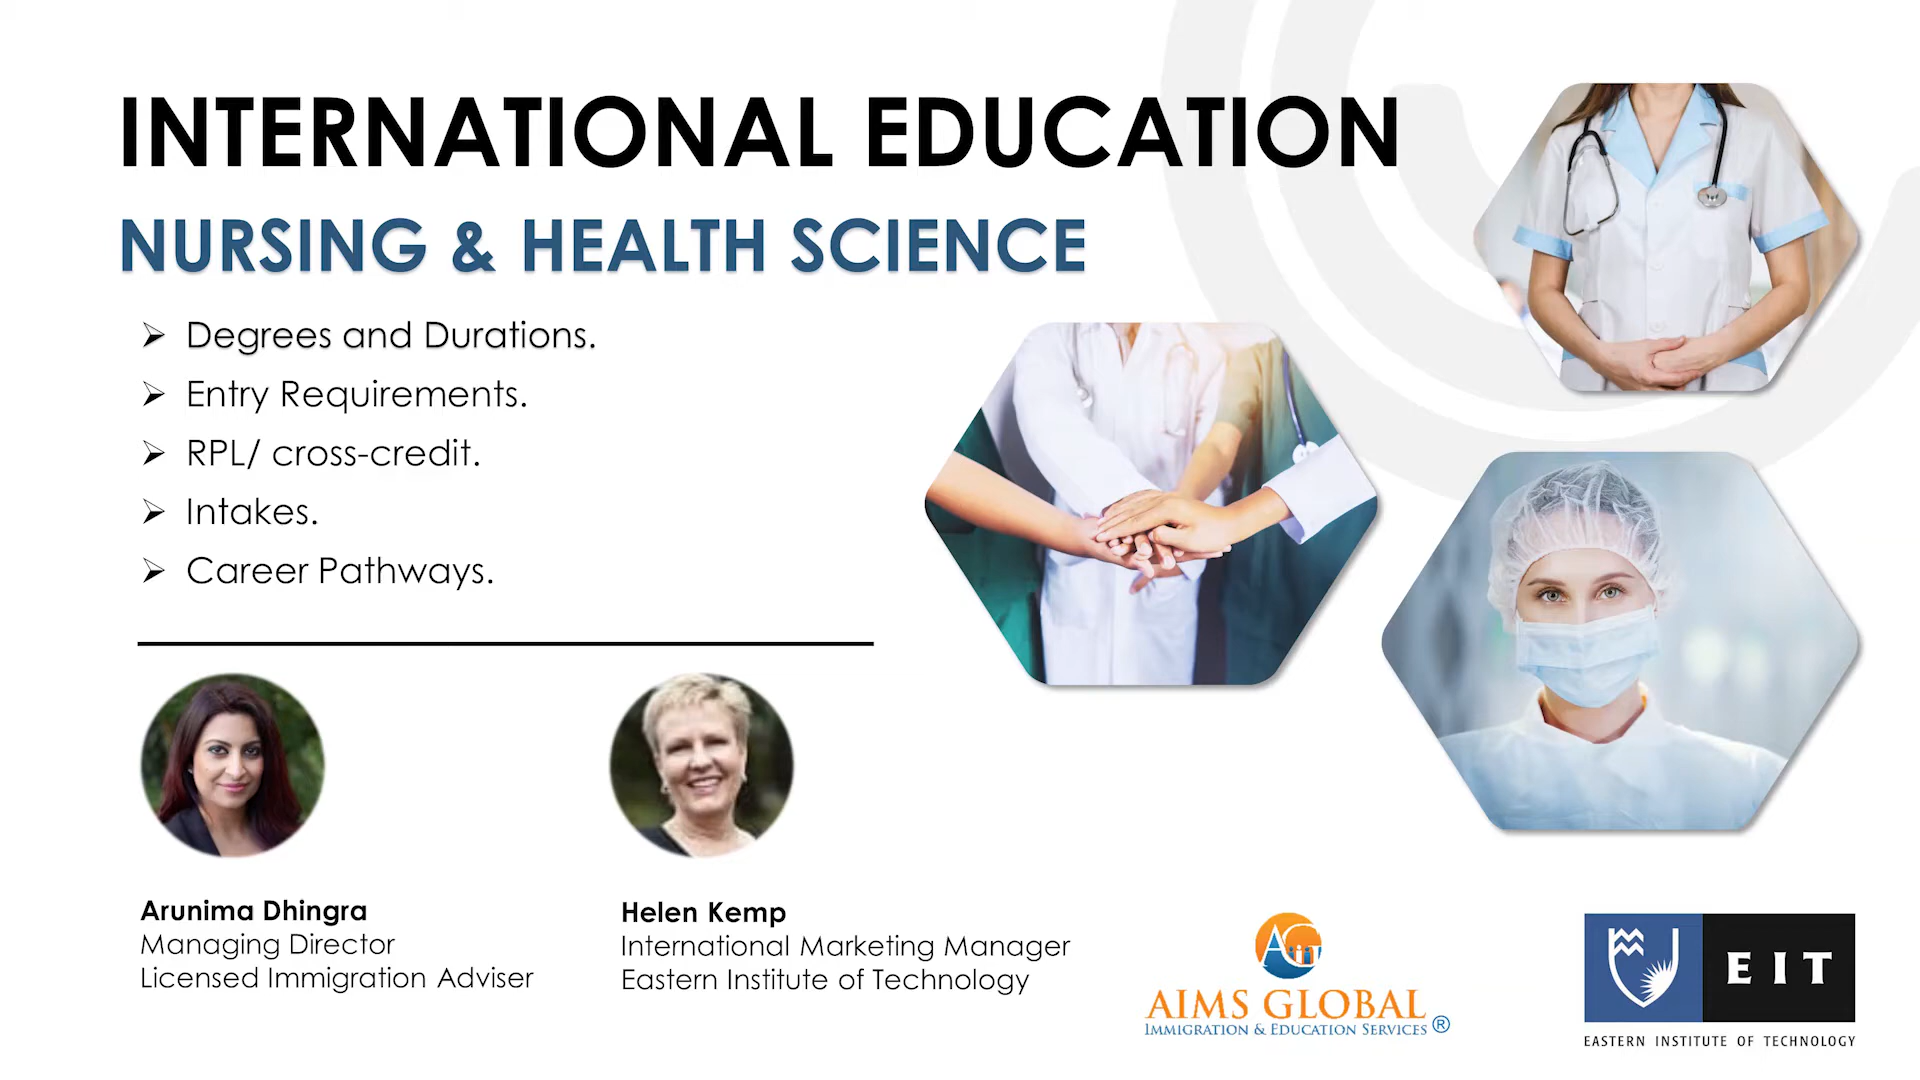 INTERNATIONAL EDUCATION
NURSING & HEALTH SCIENCE
Degrees and Durations.
Entry Requirements.
RPL/ cross-credit.
Intakes.
Career Pathways.
Arunima Dhingra
Managing Director
Licensed Immigration Adviser
Helen Kemp
International Marketing Manager
Eastern Institute of Technology
AIMS GLOBAL
IMMIGRATION & EDUCATION SERVICES ®
EIT
EASTERN INSTITUTE OF TECHNOLOGY